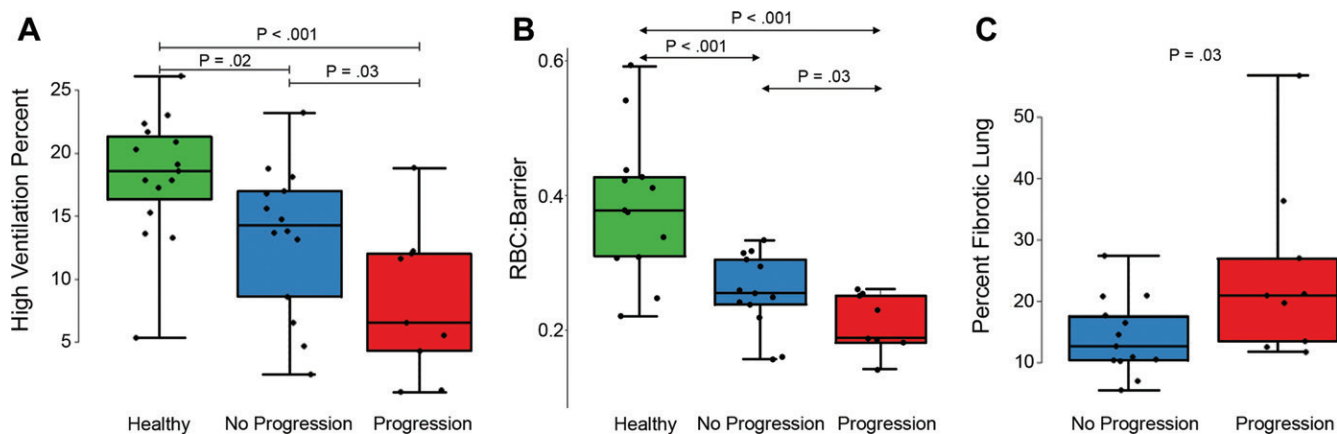 A
P < .001
P = .02
P = .03
High Ventilation Percent
25
20
15
10
5
Healthy
No Progression
Progression
B
P < .001
P < .001
P = .03
RBC:Barrier
0.6
0.4
0.2
Healthy
No Progression
Progression
C
P = .03
Percent Fibrotic Lung
50
40
30
20
10
No Progression
Progression